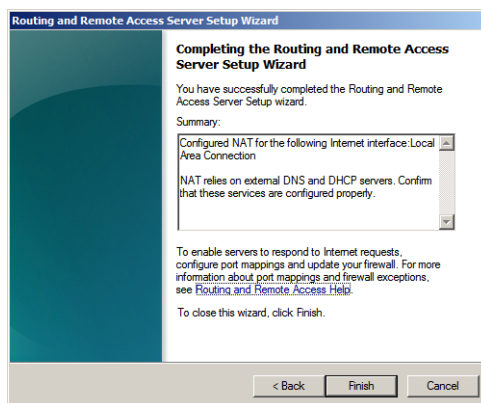 Routing and Remote Access Server Setup Wizard
Completing the Routing and Remote Access
Server Setup Wizard
You have successfully completed the Routing and Remote
Access Server Setup wizard.
Summary:
Configured NAT for the following Internet interface:Local
Area Connection
NAT relies on external DNS and DHCP servers. Confirm
that these services are configured properly.
To enable servers to respond to Internet requests,
configure port mappings and update your firewall. For more
information about port mappings and firewall exceptions,
see Routing and Remote Access Help.
To close this wizard, click Finish.
< Back Finish Cancel